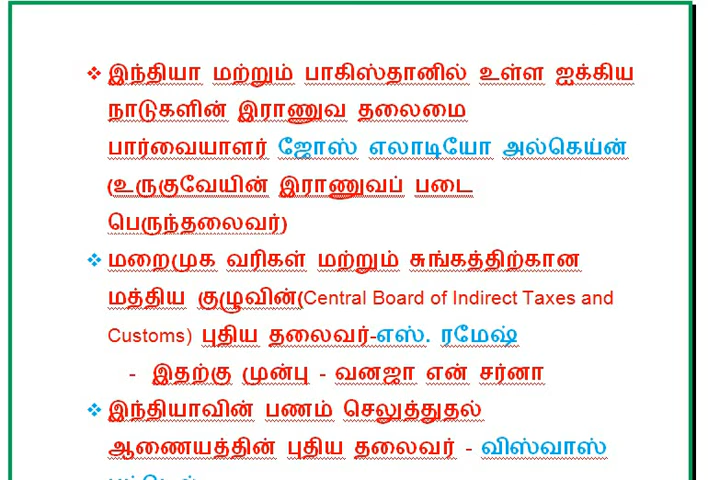 ❖ இந்தியா மற்றும் பாகிஸ்தானில் உள்ள ஐக்கிய
நாடுகளின் இராணுவ தலைமை
பார்வையாளர் ஜோஸ் எலாடியோ அல்கெய்ன்
(உருகுவேயின் இராணுவப் படை
பெருந்தலைவர்)
❖ மறைமுக வரிகள் மற்றும் சுங்கத்திற்கான
மத்திய குழுவின்(Central Board of Indirect Taxes and
Customs) புதிய தலைவர்-எஸ். ரமேஷ்
- இதற்கு முன்பு - வனஜா என் சர்னா
❖ இந்தியாவின் பணம் செலுத்துதல்
ஆணையத்தின் புதிய தலைவர் - விஸ்வாஸ்